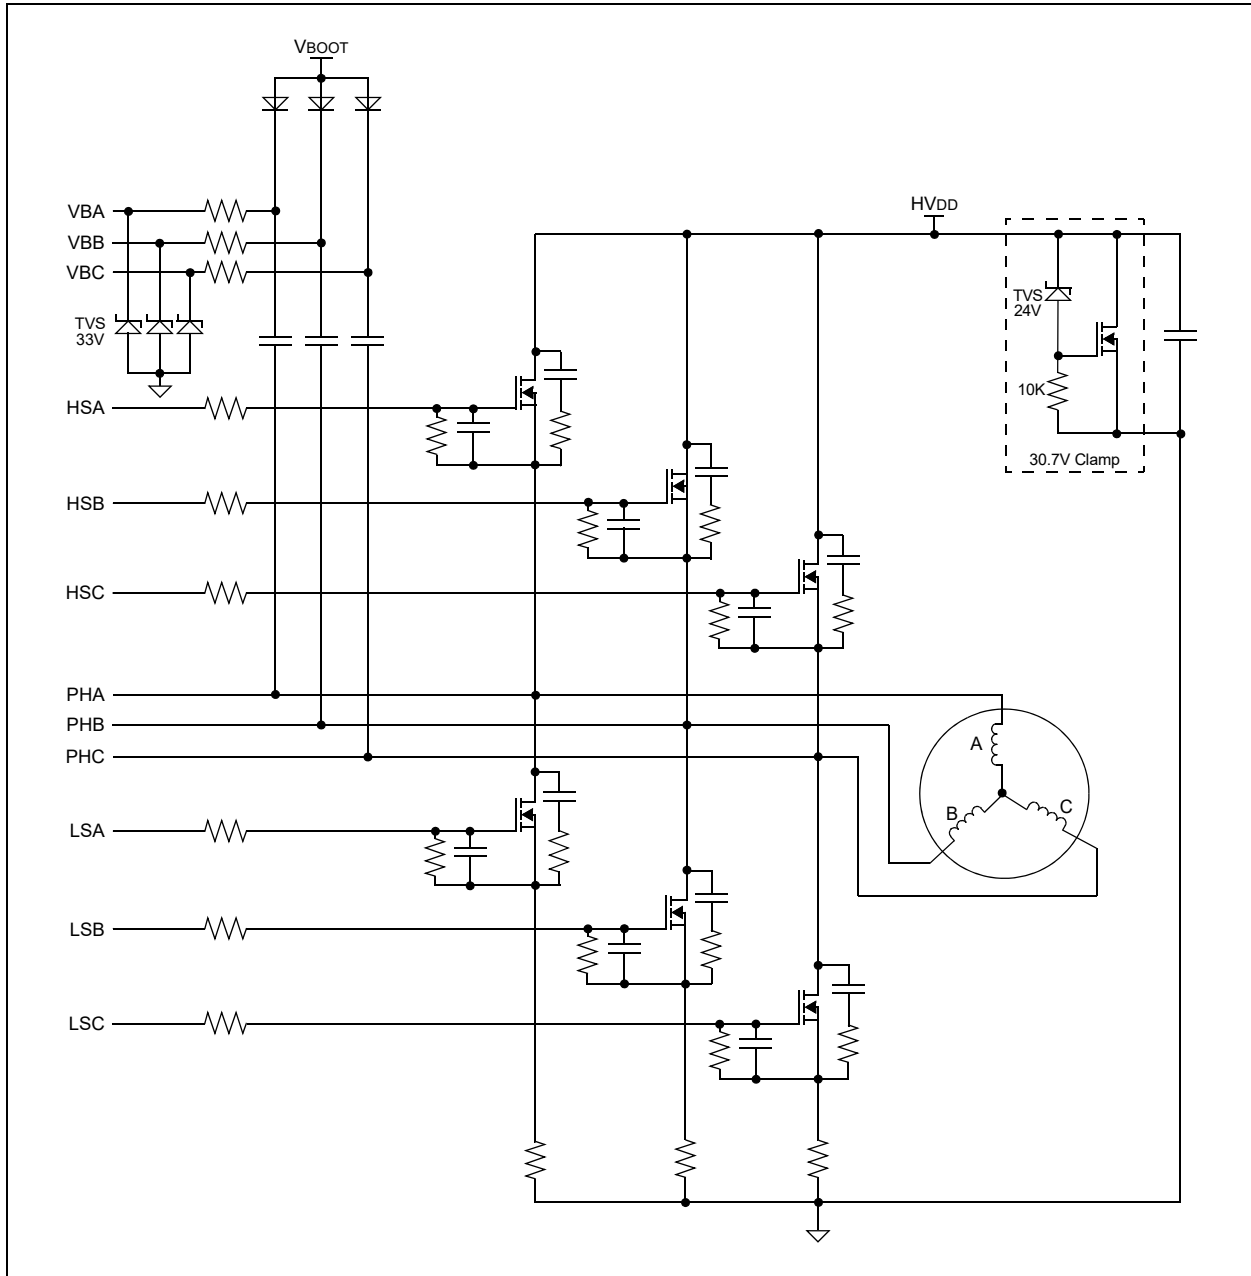 VBOOT
VBA
VBB
VBC
TVS
33V
HVDD
TVS
24V
10K
30.7V Clamp
HSA
HSB
HSC
PHA
PHB
PHC
A
B
C
LSA
LSB
LSC